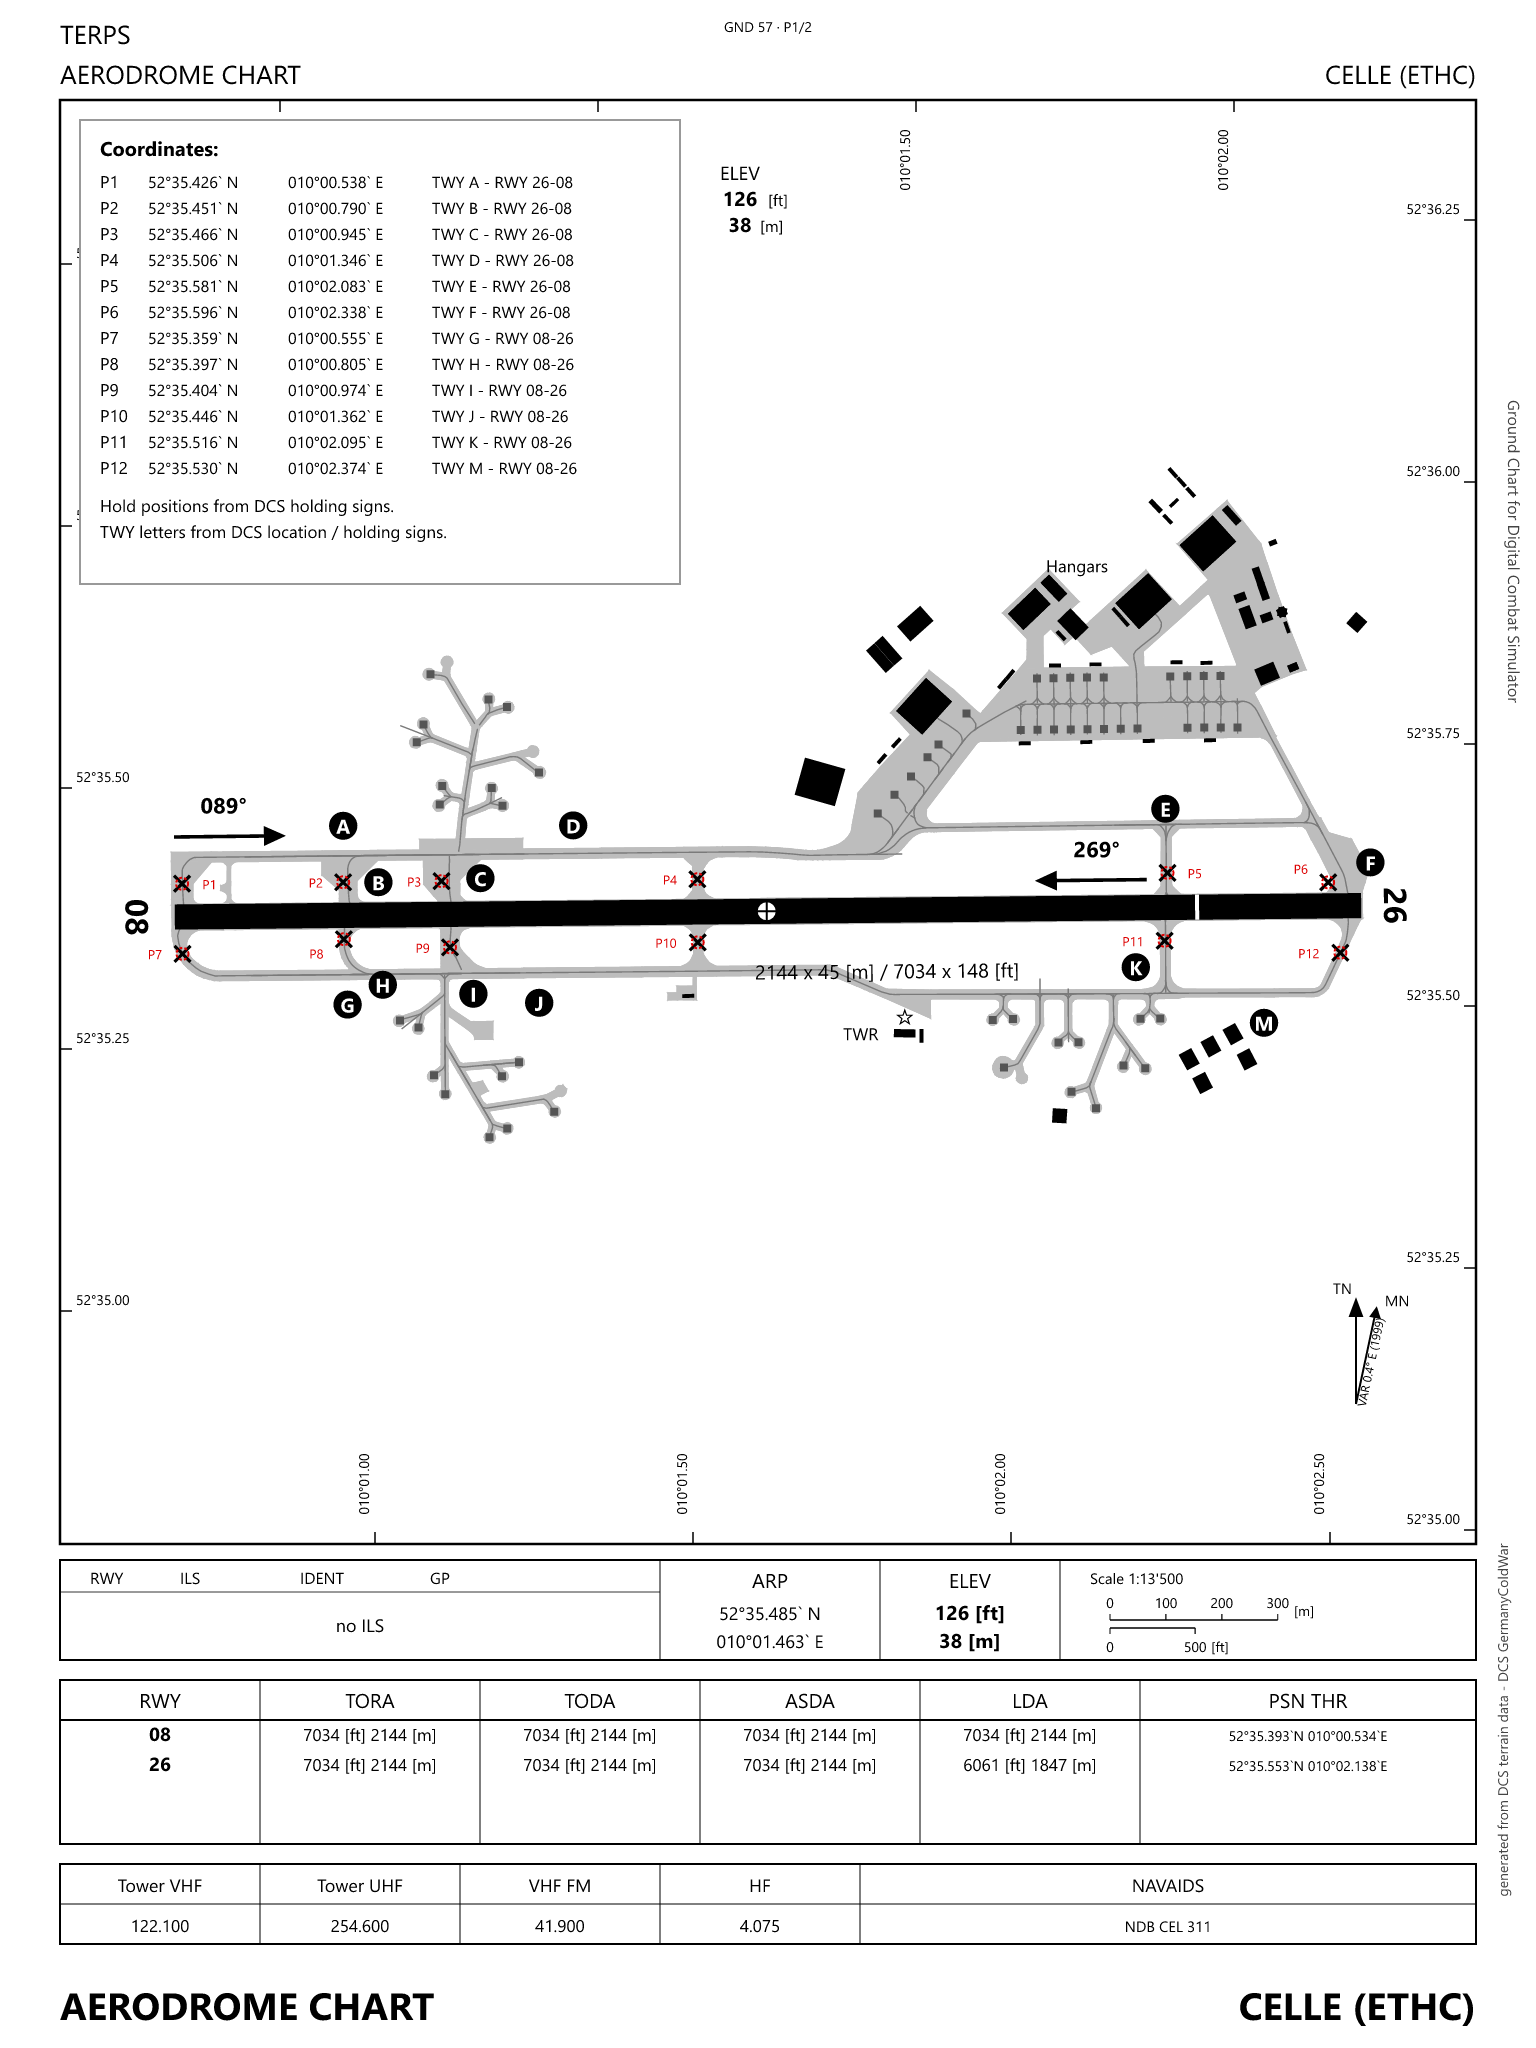 GND 57 · P1/2
TERPS
AERODROME CHART
CELLE (ETHC)
Coordinates:
P1 52°35.426` N 010°00.538` E TWY A - RWY 26-08
P2 52°35.451` N 010°00.790` E TWY B - RWY 26-08
P3 52°35.466` N 010°00.945` E TWY C - RWY 26-08
P4 52°35.506` N 010°01.346` E TWY D - RWY 26-08
P5 52°35.581` N 010°02.083` E TWY E - RWY 26-08
P6 52°35.596` N 010°02.338` E TWY F - RWY 26-08
P7 52°35.359` N 010°00.555` E TWY G - RWY 08-26
P8 52°35.397` N 010°00.805` E TWY H - RWY 08-26
P9 52°35.404` N 010°00.974` E TWY I - RWY 08-26
P10 52°35.446` N 010°01.362` E TWY J - RWY 08-26
P11 52°35.516` N 010°02.095` E TWY K - RWY 08-26
P12 52°35.530` N 010°02.374` E TWY M - RWY 08-26
Hold positions from DCS holding signs.
TWY letters from DCS location / holding signs.
ELEV
126 [ft]
38 [m]
010°01.50
010°02.00
52°36.25
52°36.00
52°35.75
52°35.50
52°35.25
52°35.00
Hangars
52°35.50
089°
A
D
E
269°
F
B
C
P1
P2
P3
P4
P5
P6
08
26
P7
P8
P9
P10
P11
P12
2144 x 45 [m] / 7034 x 148 [ft]
K
H
G
I
J
M
TWR
52°35.25
52°35.00
TN
MN
VAR 0.4° E (1999)
010°01.00
010°01.50
010°02.00
010°02.50
Ground Chart for Digital Combat Simulator
generated from DCS terrain data - DCS GermanyColdWar
RWY ILS IDENT GP
no ILS
ARP
52°35.485` N
010°01.463` E
ELEV
126 [ft]
38 [m]
Scale 1:13'500
0 100 200 300 [m]
0 500 [ft]
RWY TORA TODA ASDA LDA PSN THR
08 7034 [ft] 2144 [m] 7034 [ft] 2144 [m] 7034 [ft] 2144 [m] 7034 [ft] 2144 [m] 52°35.393`N 010°00.534`E
26 7034 [ft] 2144 [m] 7034 [ft] 2144 [m] 7034 [ft] 2144 [m] 6061 [ft] 1847 [m] 52°35.553`N 010°02.138`E
Tower VHF Tower UHF VHF FM HF NAVAIDS
122.100 254.600 41.900 4.075 NDB CEL 311
AERODROME CHART
CELLE (ETHC)